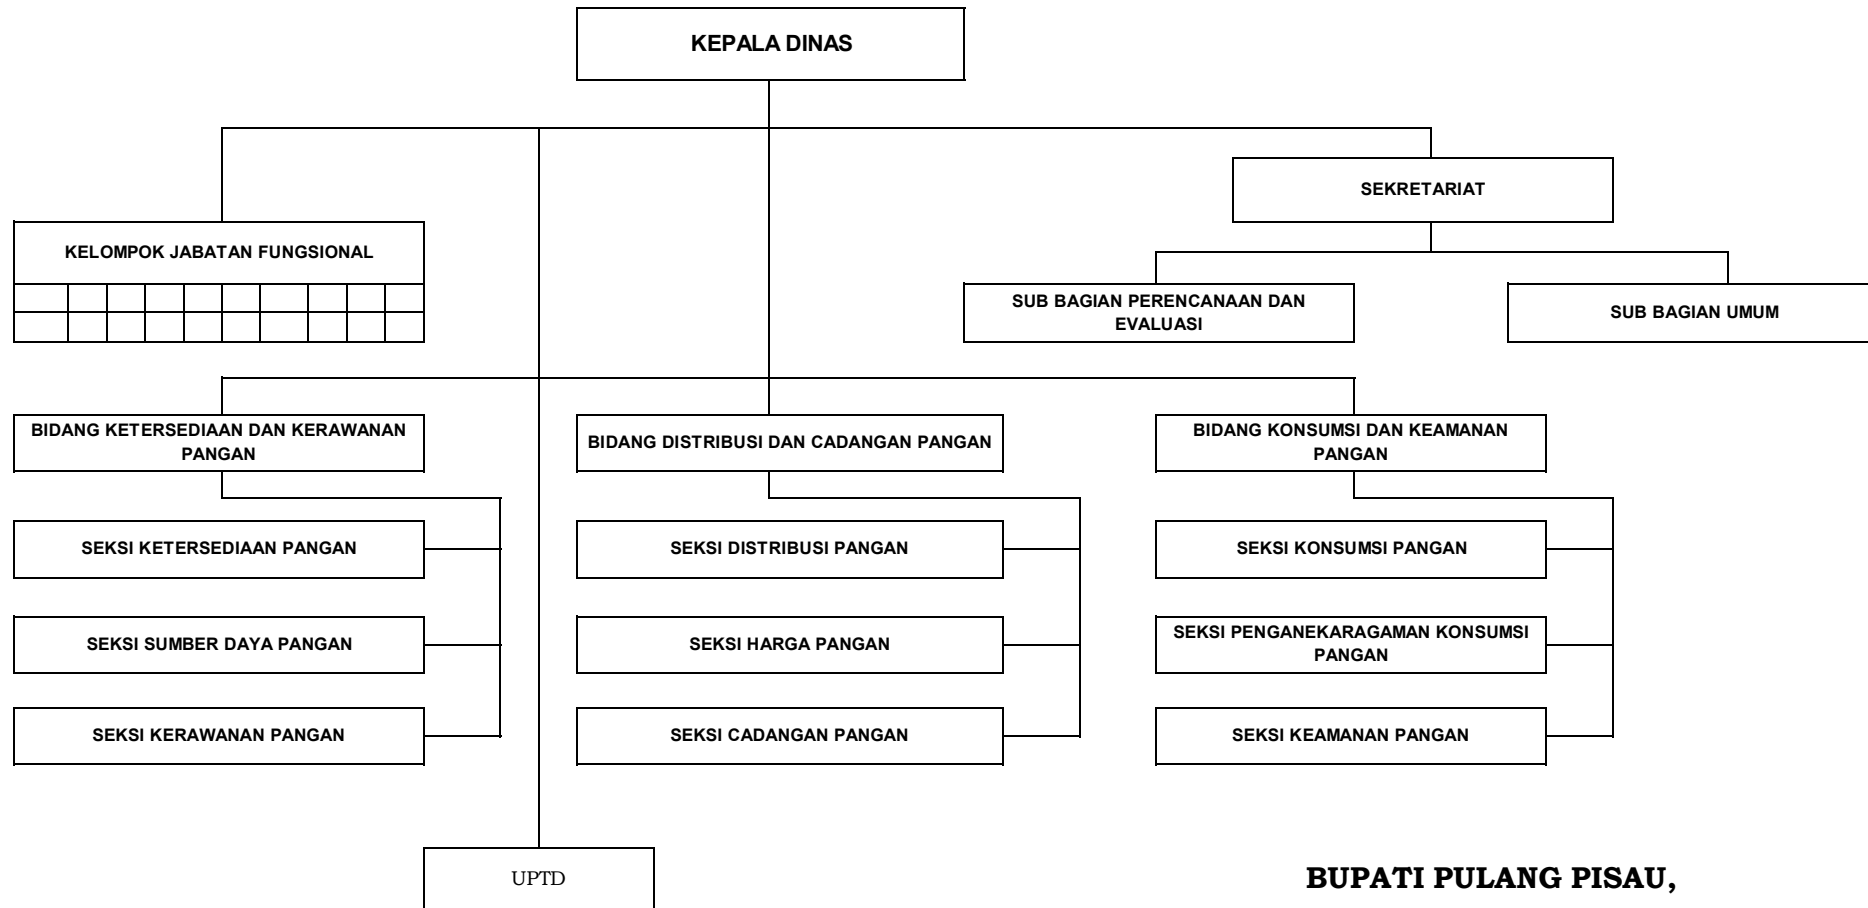 KEPALA DINAS
SEKRETARIAT
KELOMPOK JABATAN FUNGSIONAL
SUB BAGIAN PERENCANAAN DAN
EVALUASI
SUB BAGIAN UMUM
BIDANG KETERSEDIAAN DAN KERAWANAN
PANGAN
BIDANG DISTRIBUSI DAN CADANGAN PANGAN
BIDANG KONSUMSI DAN KEAMANAN
PANGAN
SEKSI KETERSEDIAAN PANGAN
SEKSI DISTRIBUSI PANGAN
SEKSI KONSUMSI PANGAN
SEKSI SUMBER DAYA PANGAN
SEKSI HARGA PANGAN
SEKSI PENGANEKARAGAMAN KONSUMSI
PANGAN
SEKSI KERAWANAN PANGAN
SEKSI CADANGAN PANGAN
SEKSI KEAMANAN PANGAN
UPTD
BUPATI PULANG PISAU,